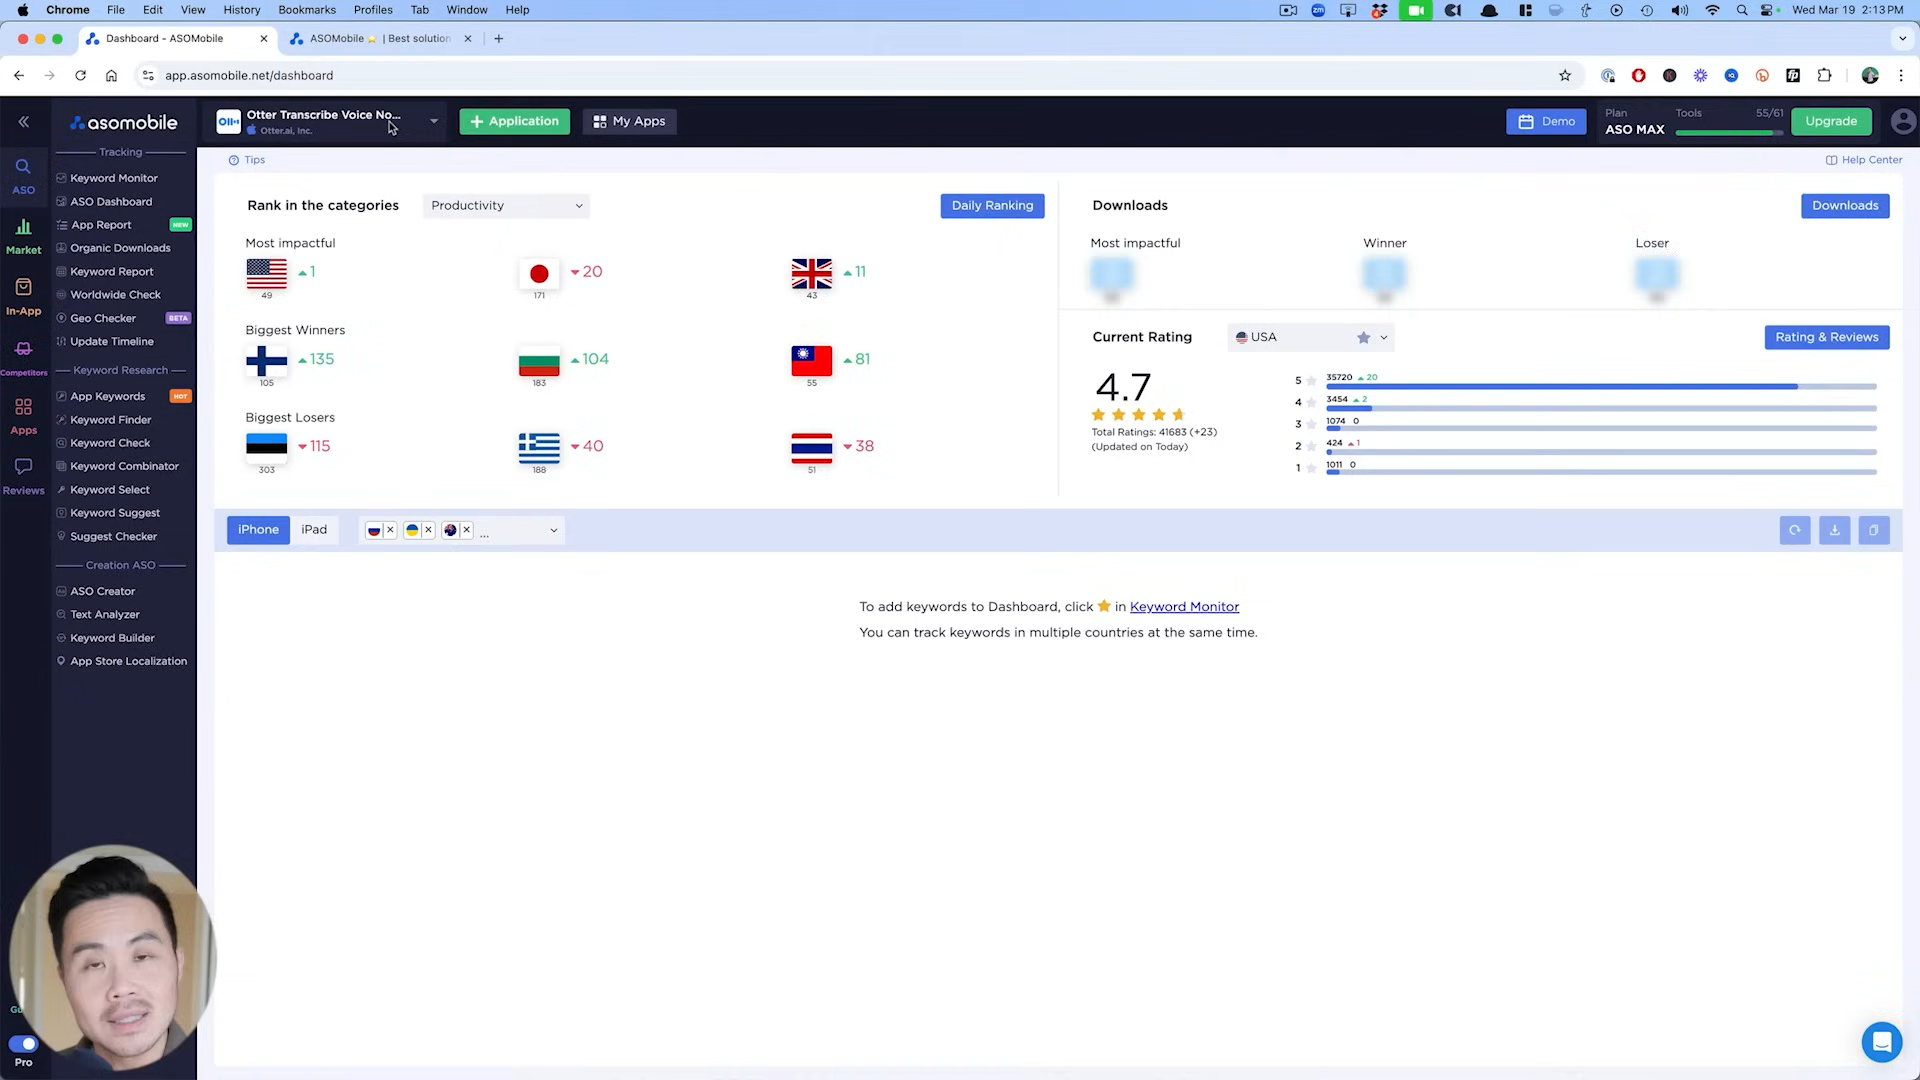 Chrome File Edit View History Bookmarks Profiles Tab Window Help Wed Mar 19 2:13 PM
Dashboard - ASOMobile ASOMobile | Best solution
app.asomobile.net/dashboard
asomobile
Otter Transcribe Voice No...
Otter.ai, Inc.
+ Application
My Apps
Demo
Plan
ASO MAX
Tools 55/61
Upgrade
Tips
Help Center
ASO
Market
In-App
Competitors
Apps
Reviews
Pro
Tracking
Keyword Monitor
ASO Dashboard
App Report NEW
Organic Downloads
Keyword Report
Worldwide Check
Geo Checker BETA
Update Timeline
Keyword Research
App Keywords HOT
Keyword Finder
Keyword Check
Keyword Combinator
Keyword Select
Keyword Suggest
Suggest Checker
Creation ASO
ASO Creator
Text Analyzer
Keyword Builder
App Store Localization
Rank in the categories Productivity Daily Ranking
Most impactful
1 20 11
49 171 43
Biggest Winners
135 104 81
105 183 55
Biggest Losers
115 40 38
303 188 51
Downloads Downloads
Most impactful Winner Loser
Current Rating USA Rating & Reviews
4.7
Total Ratings: 41683 (+23)
(Updated on Today)
5 35720 20
4 3454 2
3 1074 0
2 424 1
1 1011 0
iPhone iPad ...
To add keywords to Dashboard, click in Keyword Monitor
You can track keywords in multiple countries at the same time.